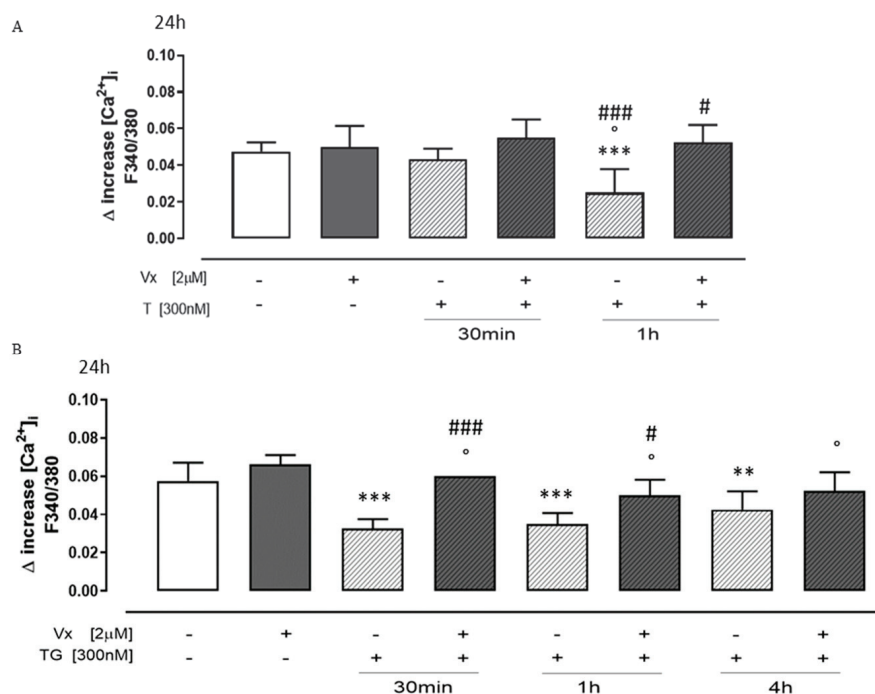 A
24h
Δ increase [Ca²⁺]ᵢ
F340/380
0.10
0.08
0.06
0.04
0.02
0.00
###
°
***
#
Vx [2μM] - + - + - +
T [300nM] - - + + + +
30min 1h
B
24h
Δ increase [Ca²⁺]ᵢ
F340/380
0.10
0.08
0.06
0.04
0.02
0.00
***
###
°
***
#
°
**
°
Vx [2μM] - + - + - + - +
TG [300nM] - - + + + + + +
30min 1h 4h